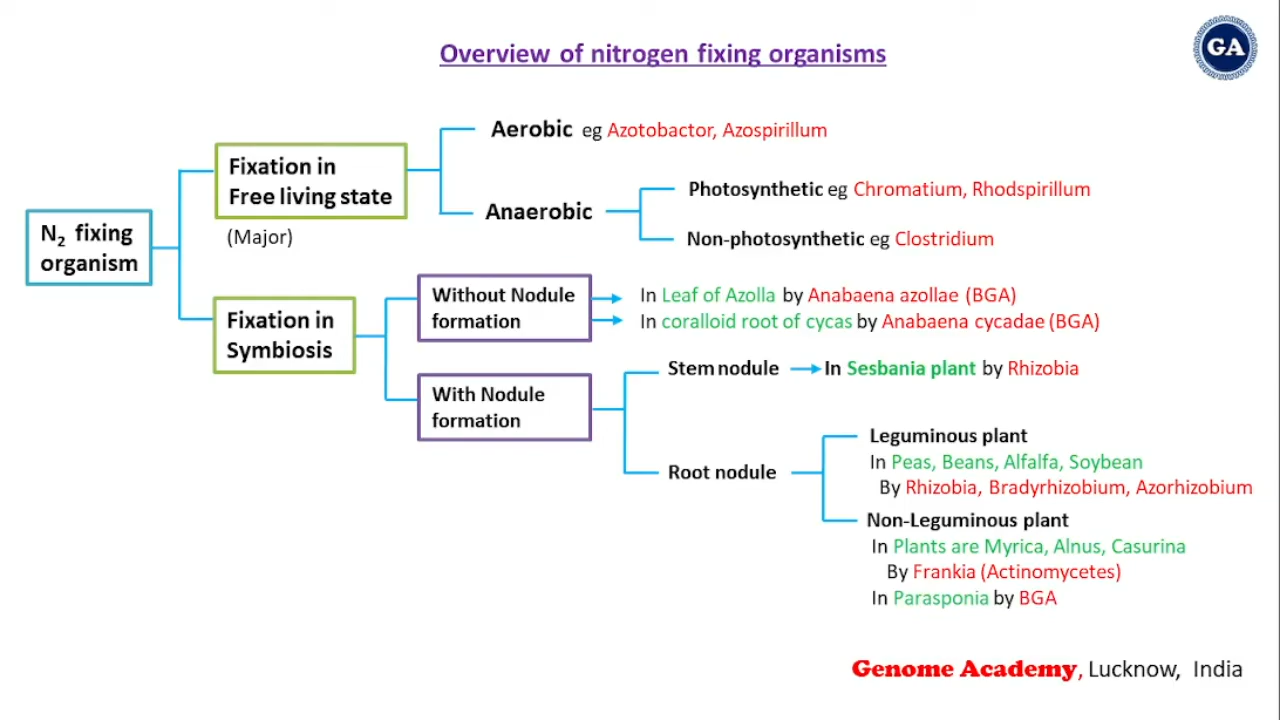 Overview of nitrogen fixing organisms
GA
Aerobic eg Azotobactor, Azospirillum
Fixation in
Free living state
(Major)
Anaerobic
Photosynthetic eg Chromatium, Rhodspirillum
Non-photosynthetic eg Clostridium
N₂ fixing
organism
Fixation in
Symbiosis
Without Nodule
formation
In Leaf of Azolla by Anabaena azollae (BGA)
In coralloid root of cycas by Anabaena cycadae (BGA)
With Nodule
formation
Stem nodule
In Sesbania plant by Rhizobia
Root nodule
Leguminous plant
In Peas, Beans, Alfalfa, Soybean
By Rhizobia, Bradyrhizobium, Azorhizobium
Non-Leguminous plant
In Plants are Myrica, Alnus, Casurina
By Frankia (Actinomycetes)
In Parasponia by BGA
Genome Academy, Lucknow, India